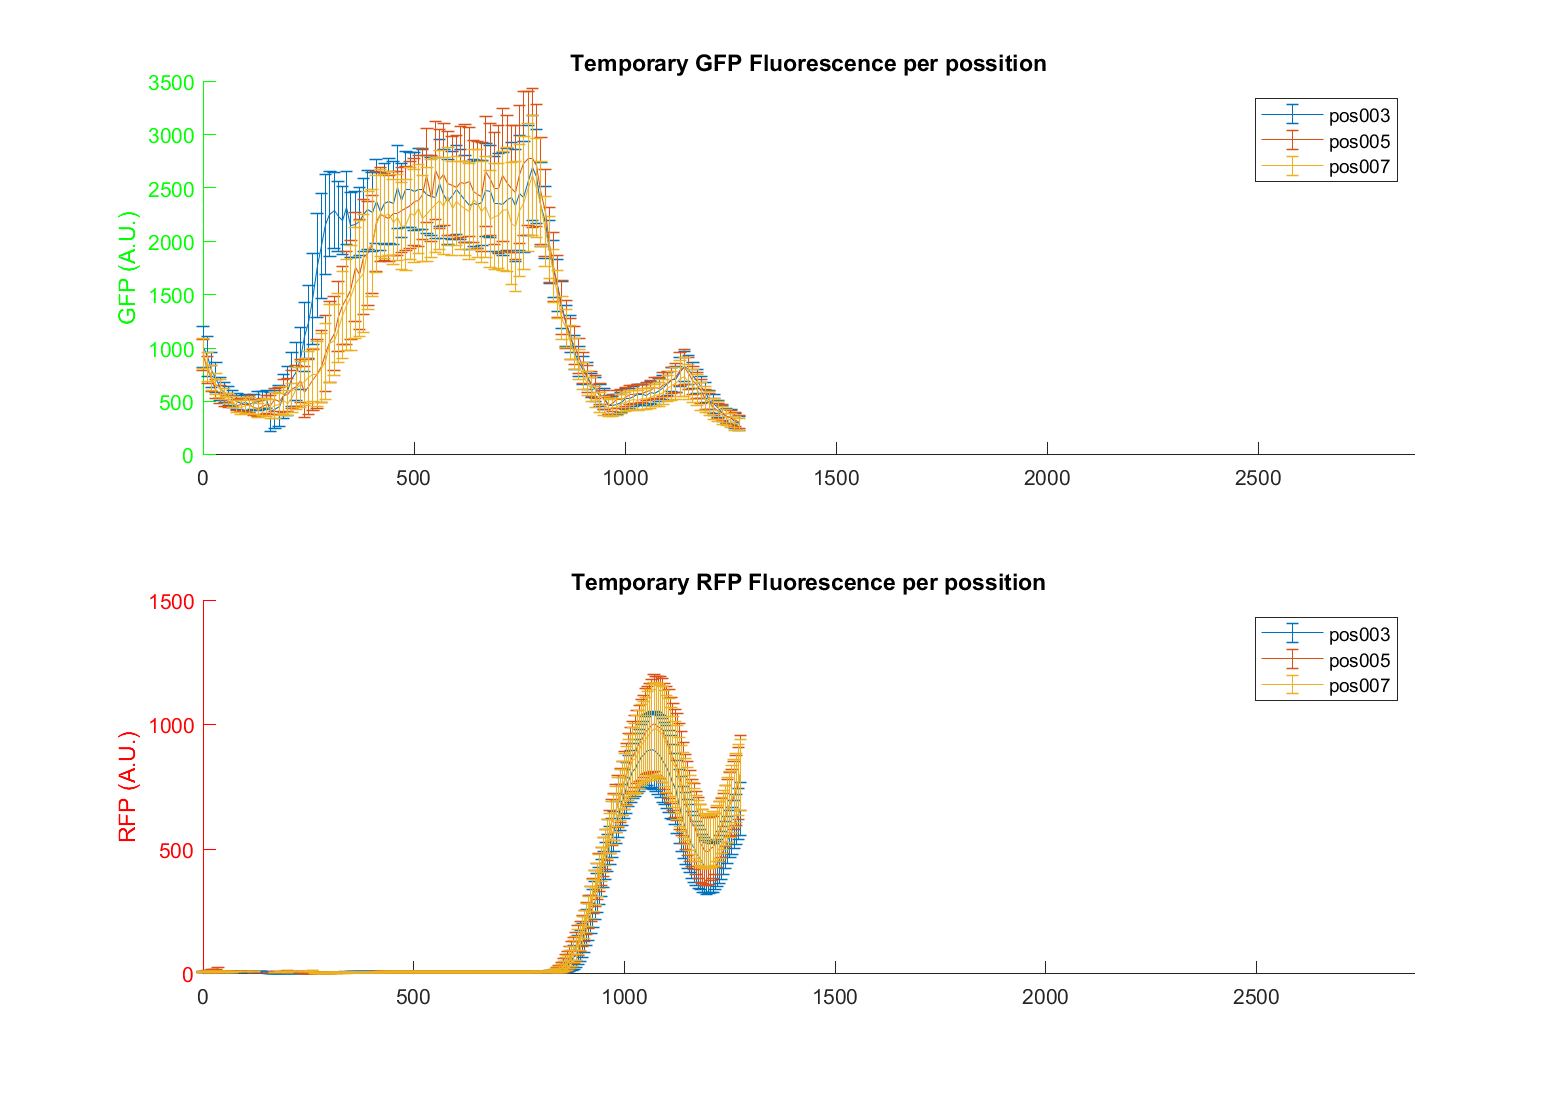 Temporary GFP Fluorescence per possition
3500
3000
2500
2000
1500
1000
500
0
GFP (A.U.)
0 500 1000 1500 2000 2500
pos003
pos005
pos007
Temporary RFP Fluorescence per possition
1500
1000
500
0
RFP (A.U.)
0 500 1000 1500 2000 2500
pos003
pos005
pos007